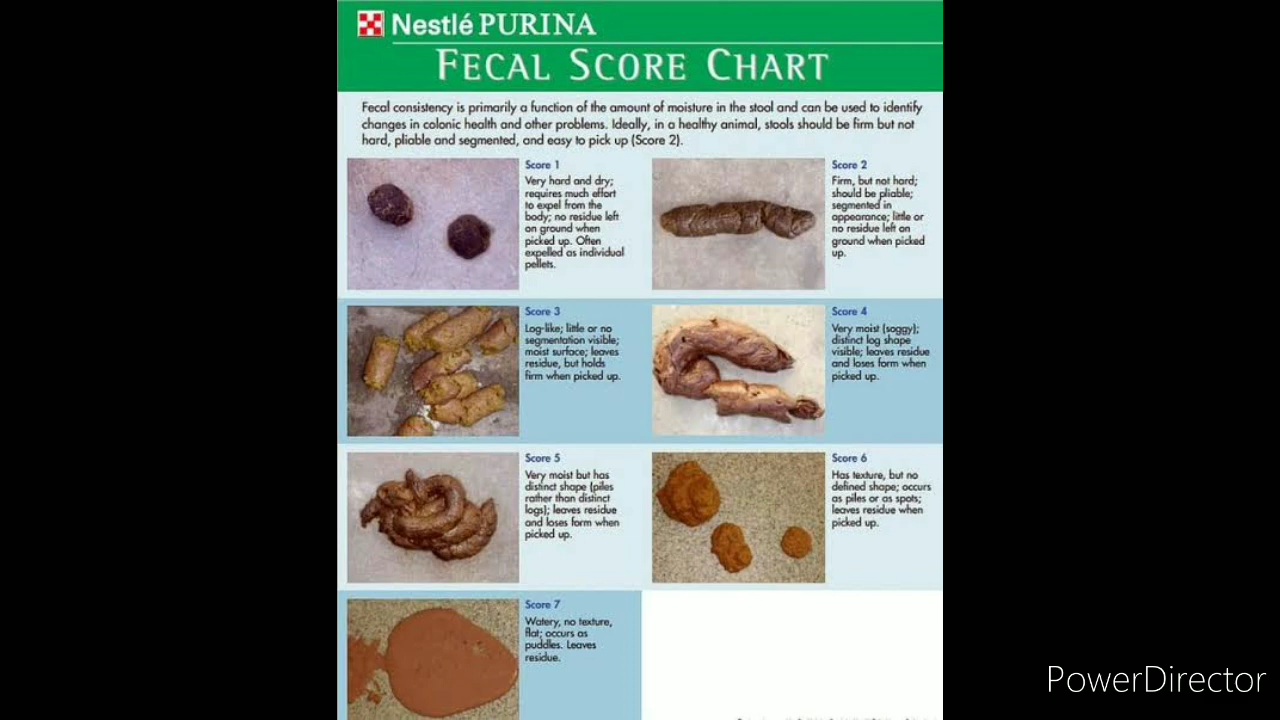 Nestlé PURINA
FECAL SCORE CHART
Fecal consistency is primarily a function of the amount of moisture in the stool and can be used to identify
changes in colonic health and other problems. Ideally, in a healthy animal, stools should be firm but not
hard, pliable and segmented, and easy to pick up (Score 2).
Score 1
Very hard and dry;
requires much effort
to expel from the
body; no residue left
on ground when
picked up. Often
expelled as individual
pellets.
Score 2
Firm, but not hard;
should be pliable;
segmented in
appearance; little or
no residue left on
ground when picked
up.
Score 3
Log-like; little or no
segmentation visible;
moist surface; leaves
residue, but holds
firm when picked up.
Score 4
Very moist (soggy);
distinct log shape
visible; leaves residue
and loses form when
picked up.
Score 5
Very moist but has
distinct shape (piles
rather than distinct
logs); leaves residue
and loses form when
picked up.
Score 6
Has texture, but no
defined shape; occurs
as piles or as spots;
leaves residue when
picked up.
Score 7
Watery, no texture,
flat; occurs as
puddles. Leaves
residue.
PowerDirector